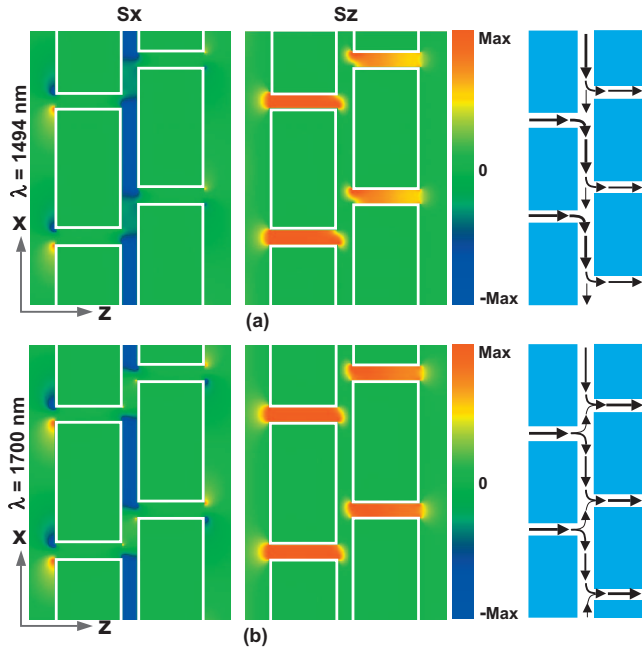 Sx
Sz
λ = 1494 nm
X
Z
Max
0
-Max
(a)
λ = 1700 nm
X
Z
Max
0
-Max
(b)